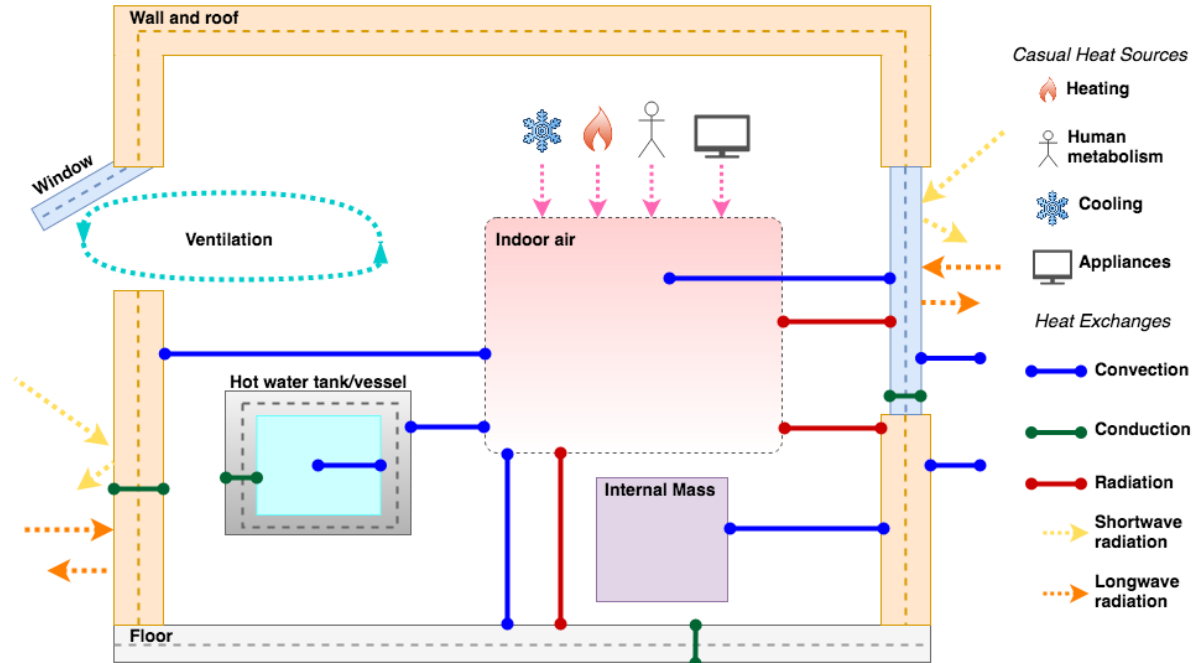 Wall and roof
Casual Heat Sources
Heating
Human
metabolism
Window
Cooling
Ventilation
Indoor air
Appliances
Heat Exchanges
Convection
Hot water tank/vessel
Conduction
Internal Mass
Radiation
Shortwave
radiation
Longwave
radiation
Floor